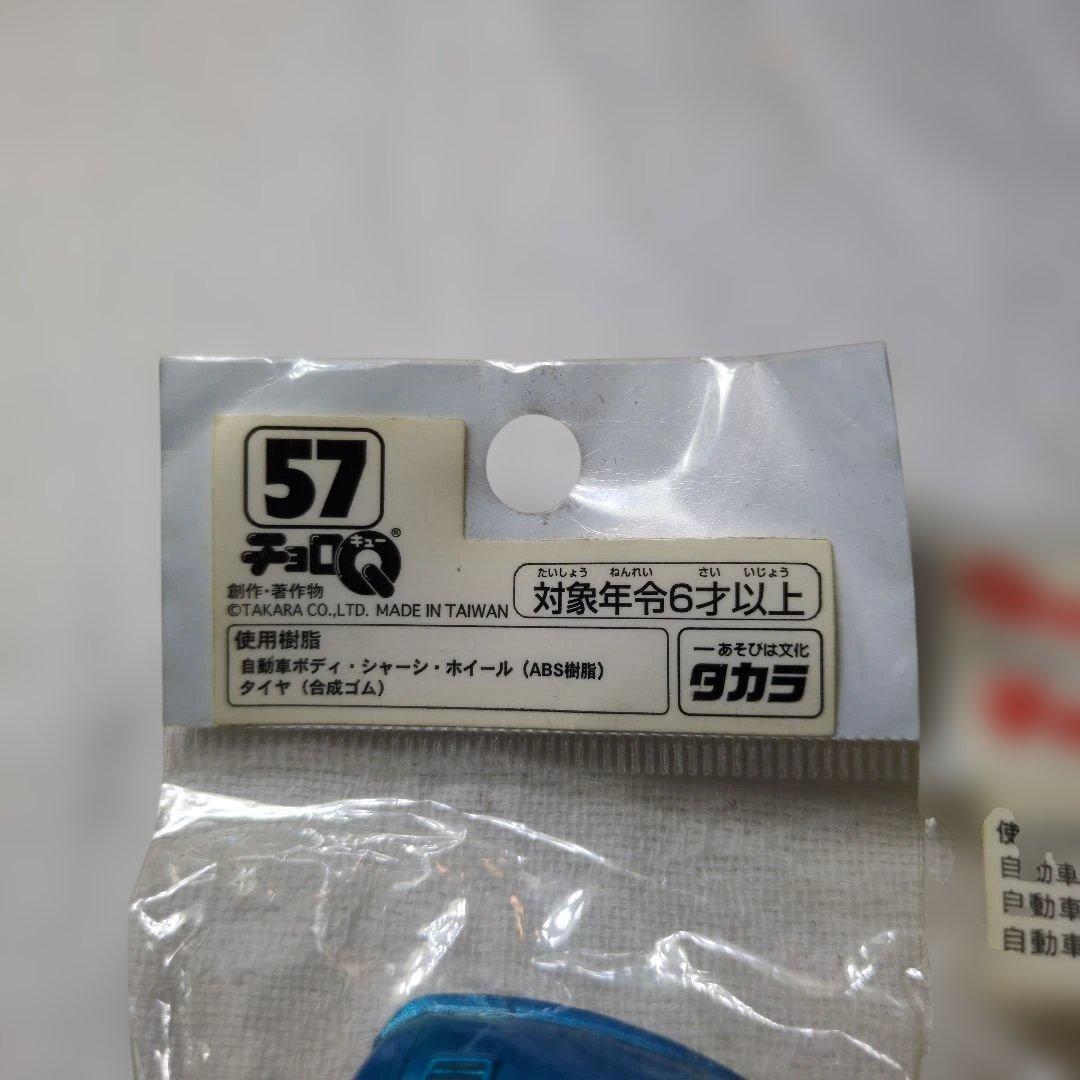 57
チョロQ®
キュー
創作・著作物
©TAKARA CO.,LTD. MADE IN TAIWAN
たいしょう ねんれい さい いじょう
対象年令6才以上
使用樹脂
自動車ボディ・シャーシ・ホイール（ABS樹脂）
タイヤ（合成ゴム）
―あそびは文化
タカラ
使
自動車
自動車
自動車